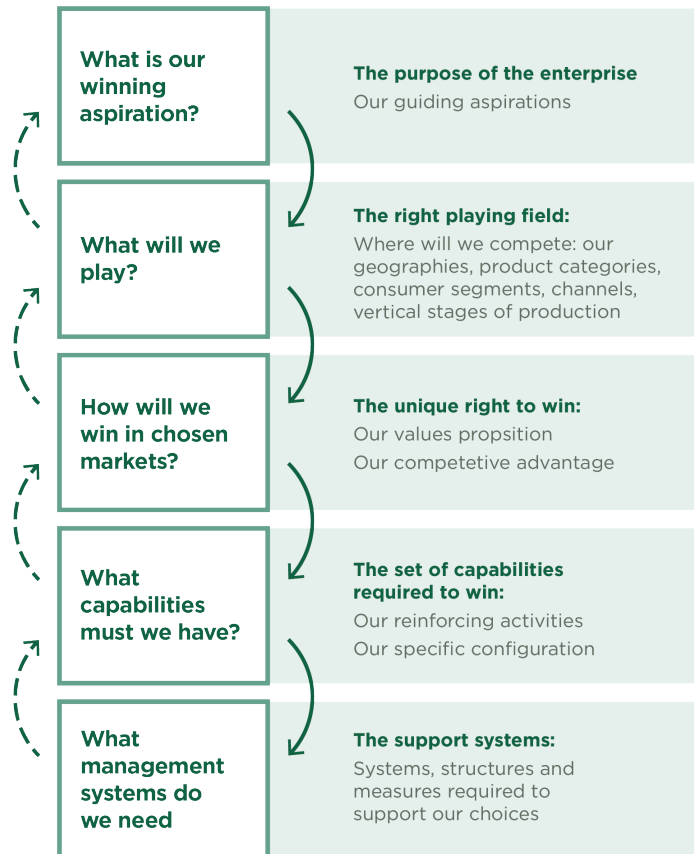 What is our
winning
aspiration?
The purpose of the enterprise
Our guiding aspirations
What will we
play?
The right playing field:
Where will we compete: our
geographies, product categories,
consumer segments, channels,
vertical stages of production
How will we
win in chosen
markets?
The unique right to win:
Our values propsition
Our competetive advantage
What
capabilities
must we have?
The set of capabilities
required to win:
Our reinforcing activities
Our specific configuration
What
management
systems do
we need
The support systems:
Systems, structures and
measures required to
support our choices